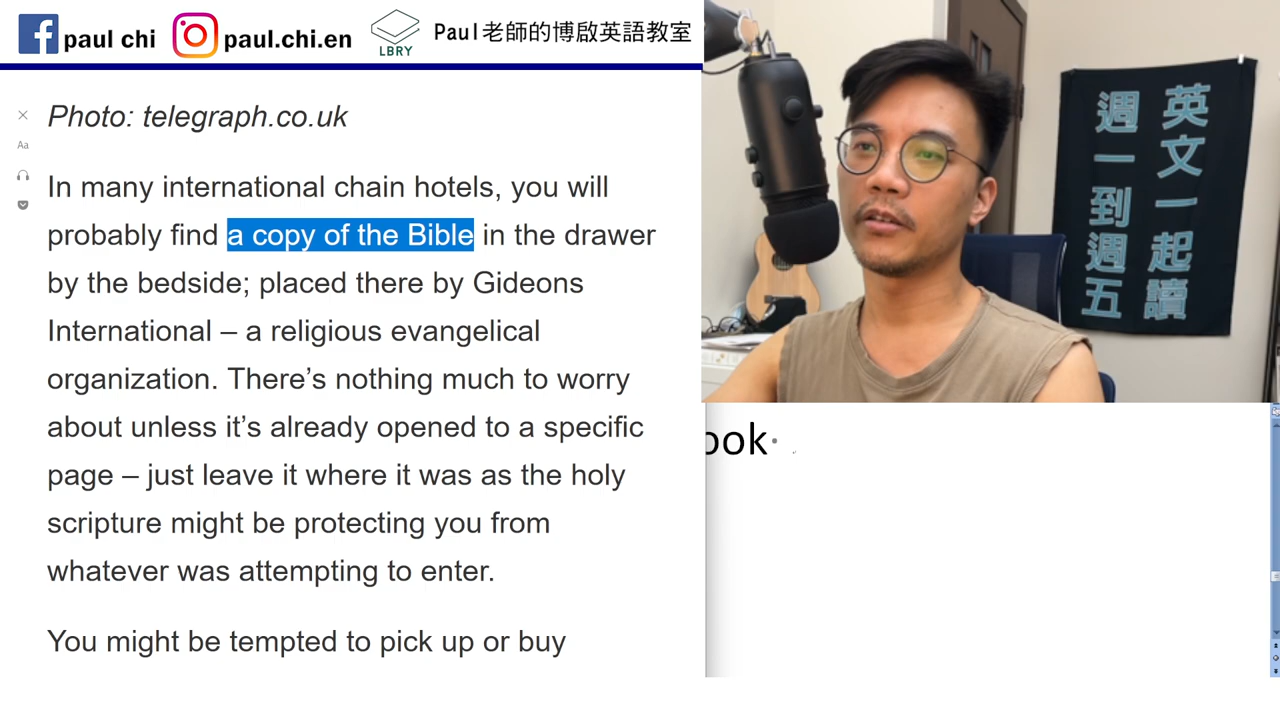 paul chi
paul.chi.en
LBRY
Paul老師的博啟英語教室
Photo: telegraph.co.uk
Aa
In many international chain hotels, you will
probably find a copy of the Bible in the drawer
by the bedside; placed there by Gideons
International – a religious evangelical
organization. There’s nothing much to worry
about unless it’s already opened to a specific
page – just leave it where it was as the holy
scripture might be protecting you from
whatever was attempting to enter.
You might be tempted to pick up or buy
英文一起讀
週一到週五
ook